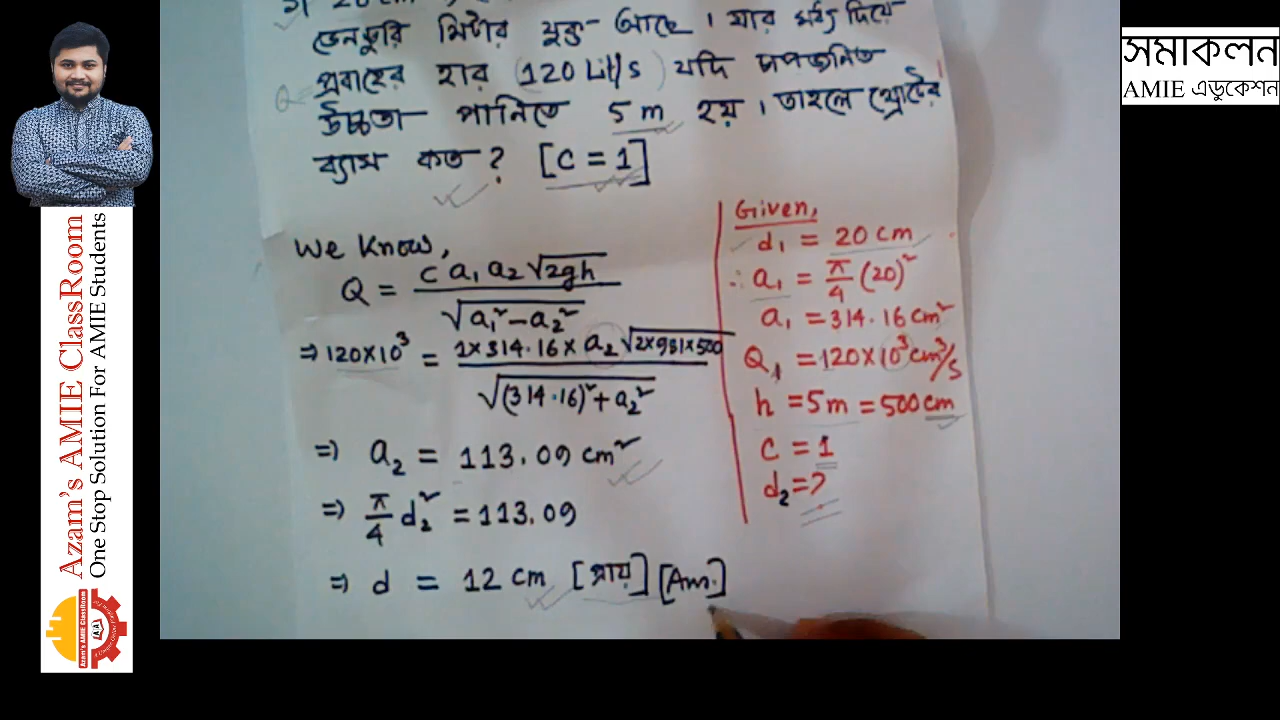 ভেনচুরি মিটার যুক্ত আছে। যার মধ্য দিয়ে
প্রবাহের হার (120 Lit/s) যদি চাপজনিত
উচ্চতা পানিতে 5 m হয়। তাহলে থ্রোটের
ব্যাস কত? [C = 1]
We Know,
Q = C a₁ a₂ √2gh / √a₁² − a₂²
⇒ 120×10³ = 1×314.16× a₂ √2×981×500 / √(314.16)² + a₂²
⇒ a₂ = 113.09 cm²
⇒ π/4 d₂² = 113.09
⇒ d = 12 cm [প্রায়] [Ans.]
Given,
d₁ = 20 cm
∴ a₁ = π/4 (20)²
a₁ = 314.16 cm²
Q₁ = 120×10³ cm³/s
h = 5m = 500 cm
C = 1
d₂ = ?
সমাকলন
AMIE এডুকেশন
Azam's AMIE ClassRoom
One Stop Solution For AMIE Students